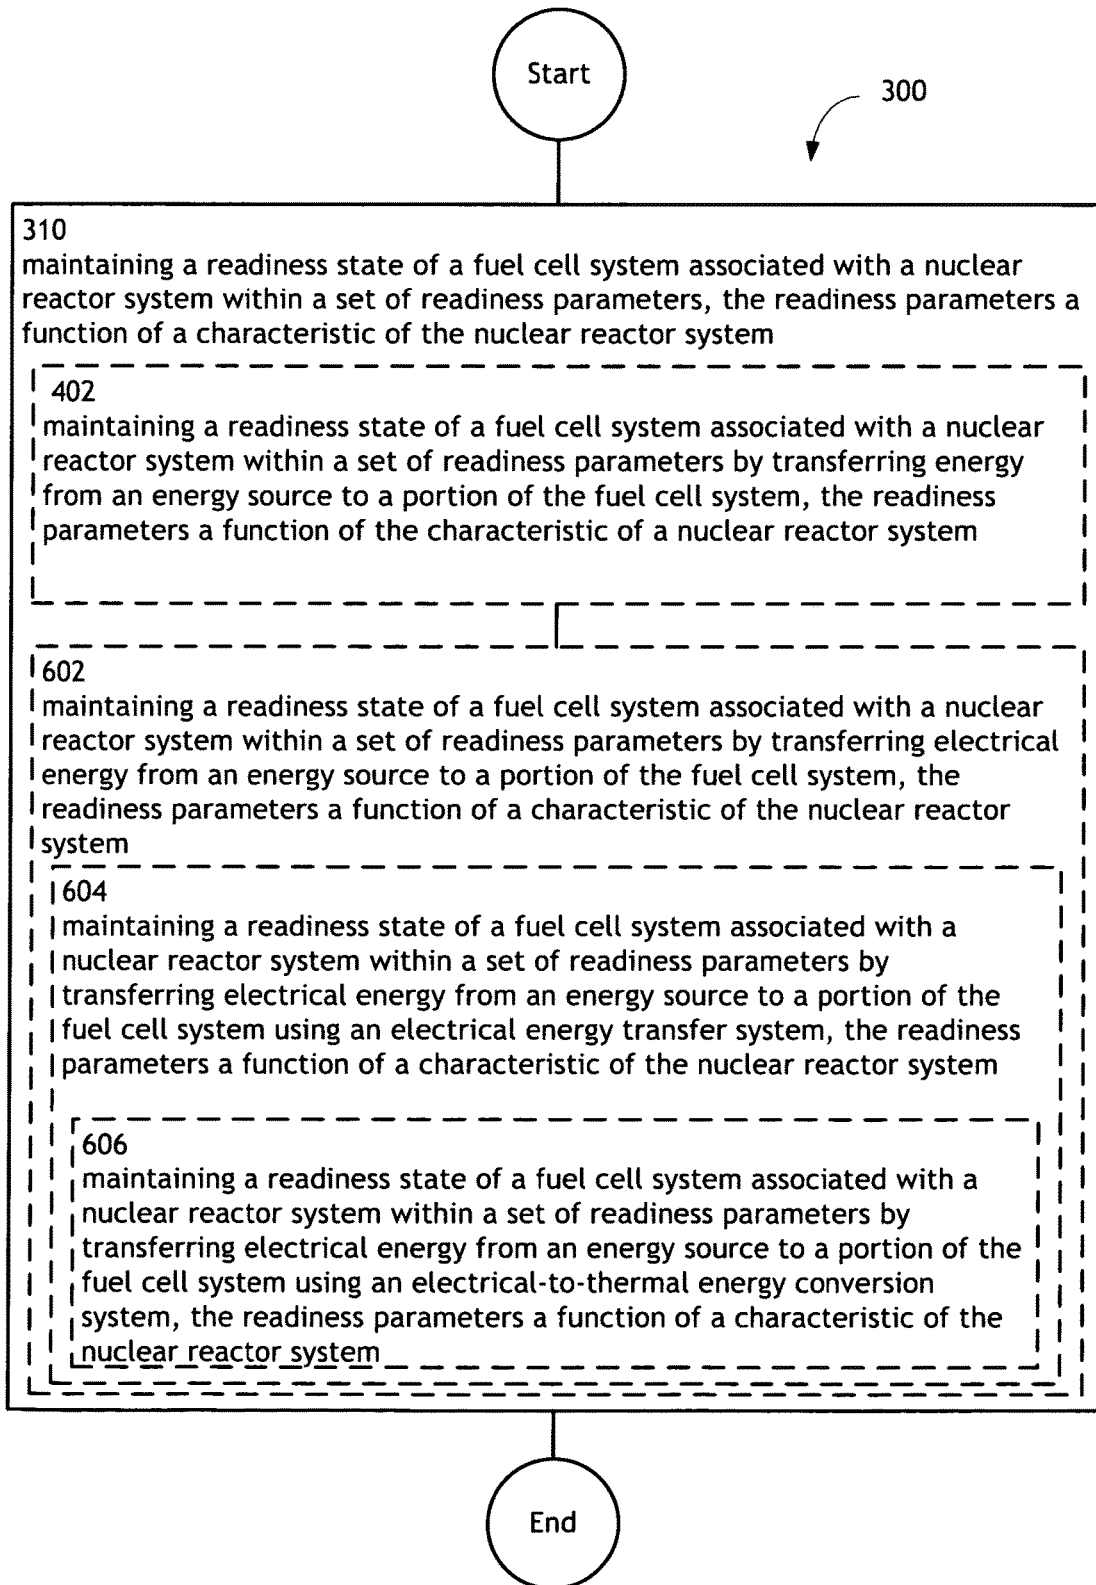 Start
300
310
maintaining a readiness state of a fuel cell system associated with a nuclear
reactor system within a set of readiness parameters, the readiness parameters a
function of a characteristic of the nuclear reactor system
402
maintaining a readiness state of a fuel cell system associated with a nuclear
reactor system within a set of readiness parameters by transferring energy
from an energy source to a portion of the fuel cell system, the readiness
parameters a function of the characteristic of a nuclear reactor system
602
maintaining a readiness state of a fuel cell system associated with a nuclear
reactor system within a set of readiness parameters by transferring electrical
energy from an energy source to a portion of the fuel cell system, the
readiness parameters a function of a characteristic of the nuclear reactor
system
604
maintaining a readiness state of a fuel cell system associated with a
nuclear reactor system within a set of readiness parameters by
transferring electrical energy from an energy source to a portion of the
fuel cell system using an electrical energy transfer system, the readiness
parameters a function of a characteristic of the nuclear reactor system
606
maintaining a readiness state of a fuel cell system associated with a
nuclear reactor system within a set of readiness parameters by
transferring electrical energy from an energy source to a portion of the
fuel cell system using an electrical-to-thermal energy conversion
system, the readiness parameters a function of a characteristic of the
nuclear reactor system
End